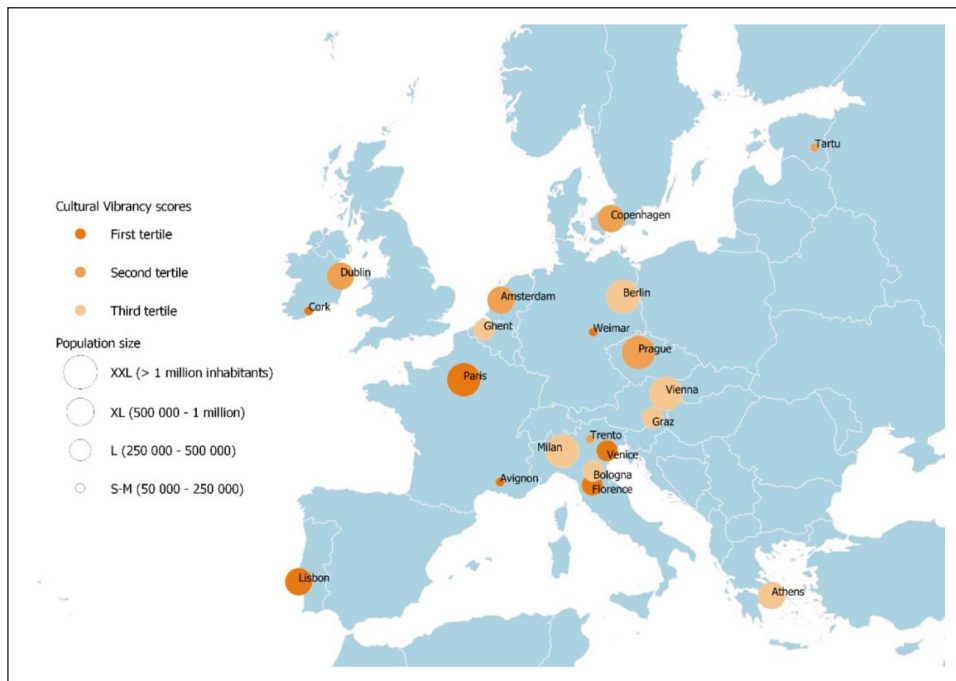 Cultural Vibrancy scores
First tertile
Second tertile
Third tertile
Population size
XXL (> 1 million inhabitants)
XL (500 000 - 1 million)
L (250 000 - 500 000)
S-M (50 000 - 250 000)
Tartu
Copenhagen
Dublin
Cork
Amsterdam
Berlin
Ghent
Weimar
Prague
Paris
Vienna
Graz
Trento
Milan
Venice
Bologna
Avignon
Florence
Lisbon
Athens